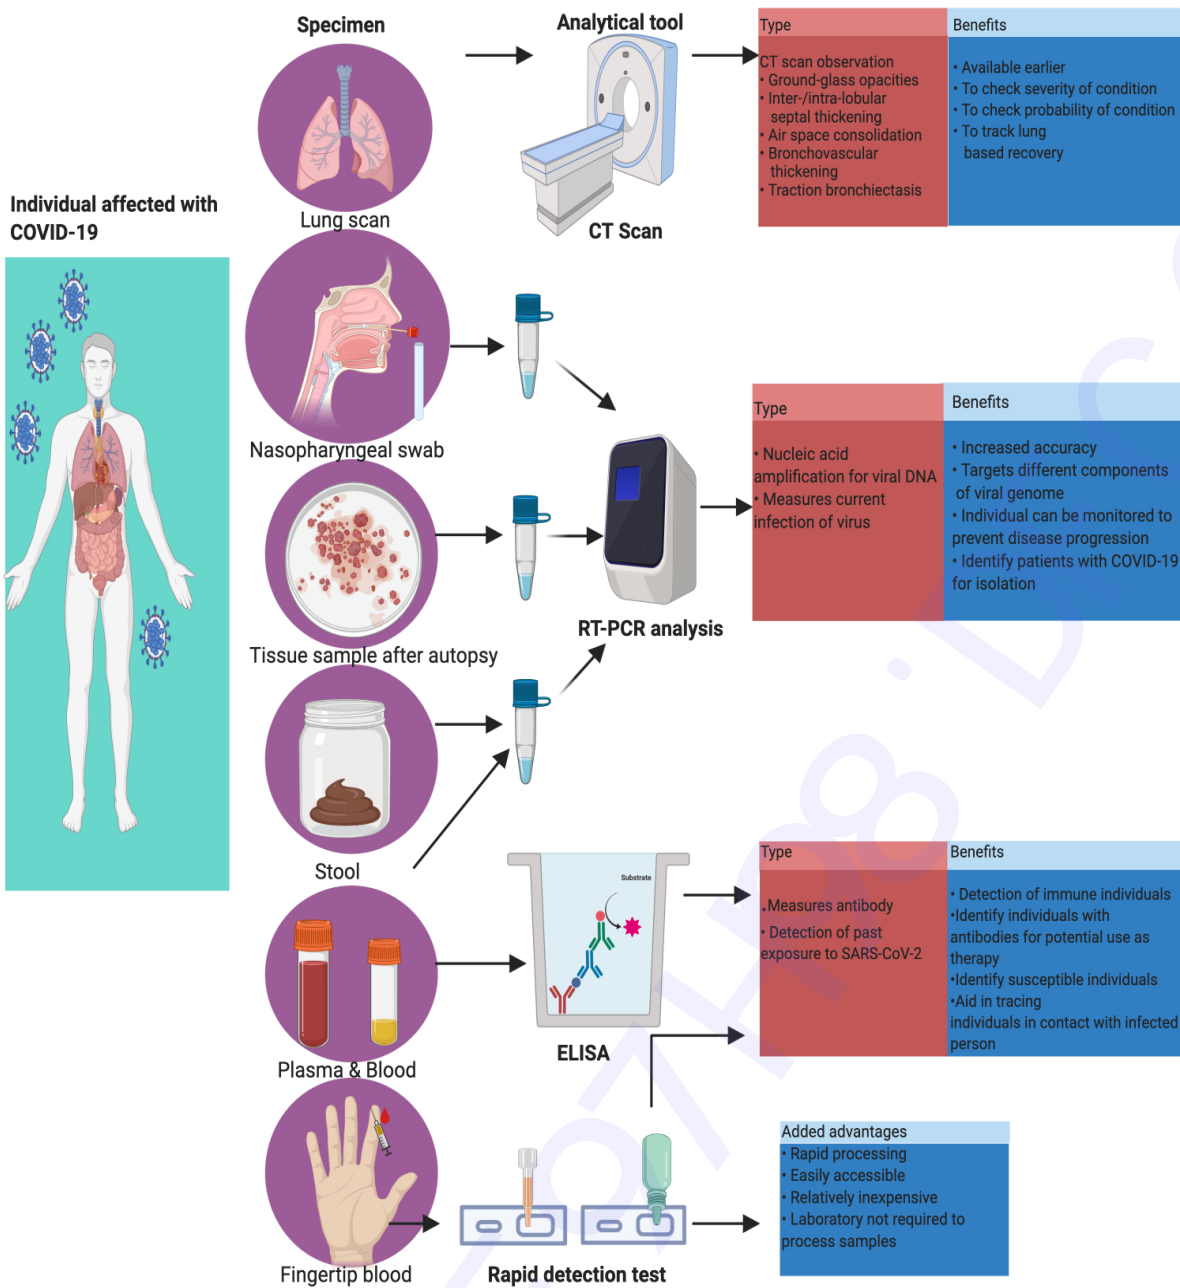 Specimen
Analytical tool
Type
Benefits
CT scan observation
• Ground-glass opacities
• Inter-/intra-lobular
septal thickening
• Air space consolidation
• Bronchovascular
thickening
• Traction bronchiectasis
• Available earlier
• To check severity of condition
• To check probability of condition
• To track lung
based recovery
Lung scan
CT Scan
Individual affected with
COVID-19
Nasopharyngeal swab
Type
Benefits
• Nucleic acid
amplification for viral DNA
• Measures current
infection of virus
• Increased accuracy
• Targets different components
of viral genome
• Individual can be monitored to
prevent disease progression
• Identify patients with COVID-19
for isolation
RT-PCR analysis
Tissue sample after autopsy
Stool
Substrate
Type
Benefits
• Measures antibody
• Detection of past
exposure to SARS-CoV-2
• Detection of immune individuals
•Identify individuals with
antibodies for potential use as
therapy
•Identify susceptible individuals
•Aid in tracing
individuals in contact with infected
person
Plasma & Blood
ELISA
Added advantages
• Rapid processing
• Easily accessible
• Relatively inexpensive
• Laboratory not required to
process samples
Fingertip blood
Rapid detection test